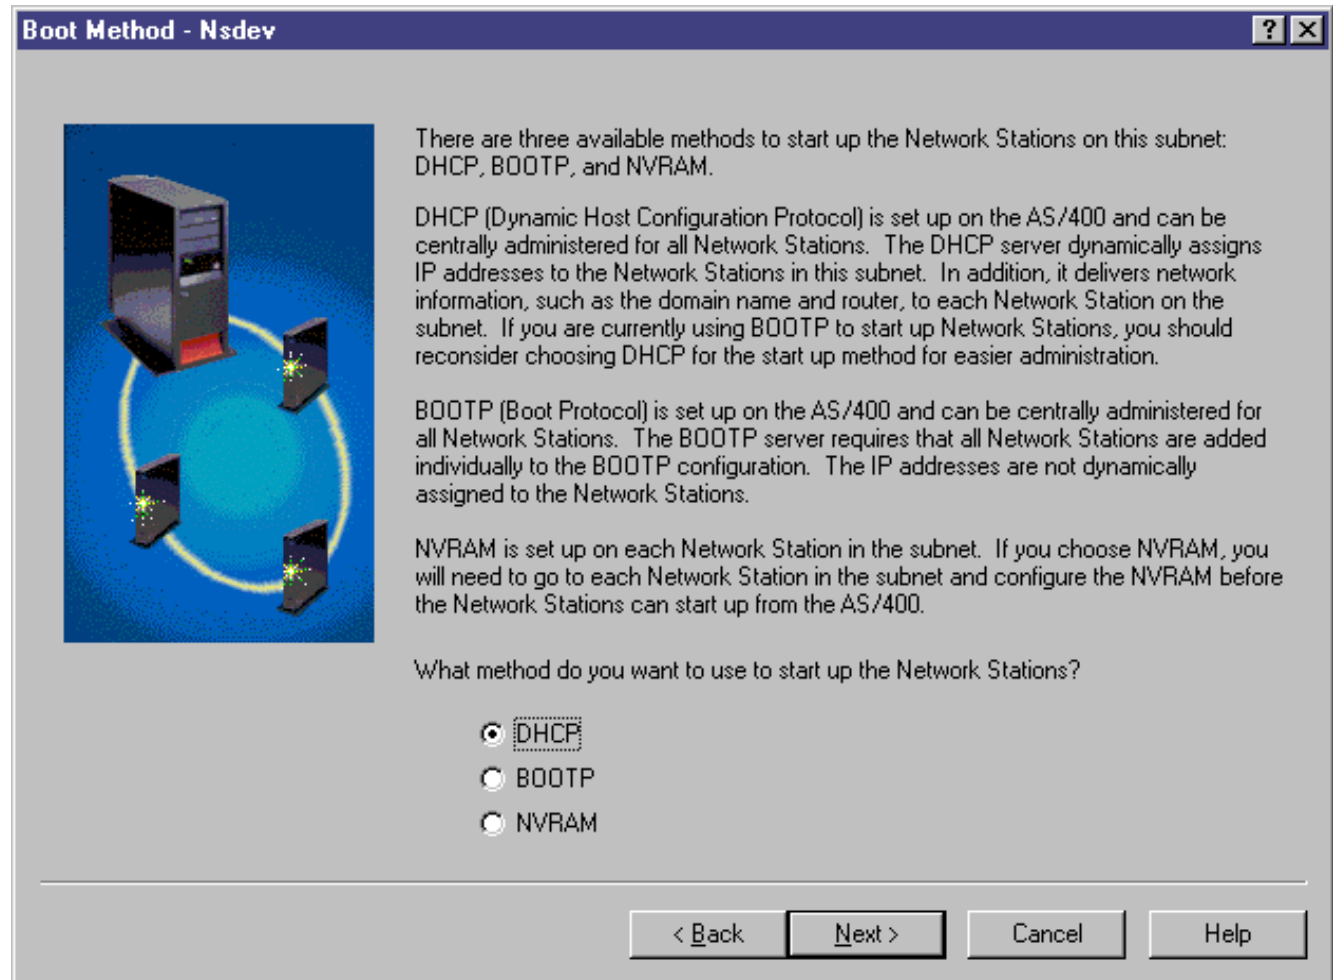 Boot Method - Nsdev
There are three available methods to start up the Network Stations on this subnet:
DHCP, BOOTP, and NVRAM.
DHCP (Dynamic Host Configuration Protocol) is set up on the AS/400 and can be
centrally administered for all Network Stations.  The DHCP server dynamically assigns
IP addresses to the Network Stations in this subnet.  In addition, it delivers network
information, such as the domain name and router, to each Network Station on the
subnet.  If you are currently using BOOTP to start up Network Stations, you should
reconsider choosing DHCP for the start up method for easier administration.
BOOTP (Boot Protocol) is set up on the AS/400 and can be centrally administered for
all Network Stations.  The BOOTP server requires that all Network Stations are added
individually to the BOOTP configuration.  The IP addresses are not dynamically
assigned to the Network Stations.
NVRAM is set up on each Network Station in the subnet.  If you choose NVRAM, you
will need to go to each Network Station in the subnet and configure the NVRAM before
the Network Stations can start up from the AS/400.
What method do you want to use to start up the Network Stations?
DHCP
BOOTP
NVRAM
< Back Next > Cancel Help